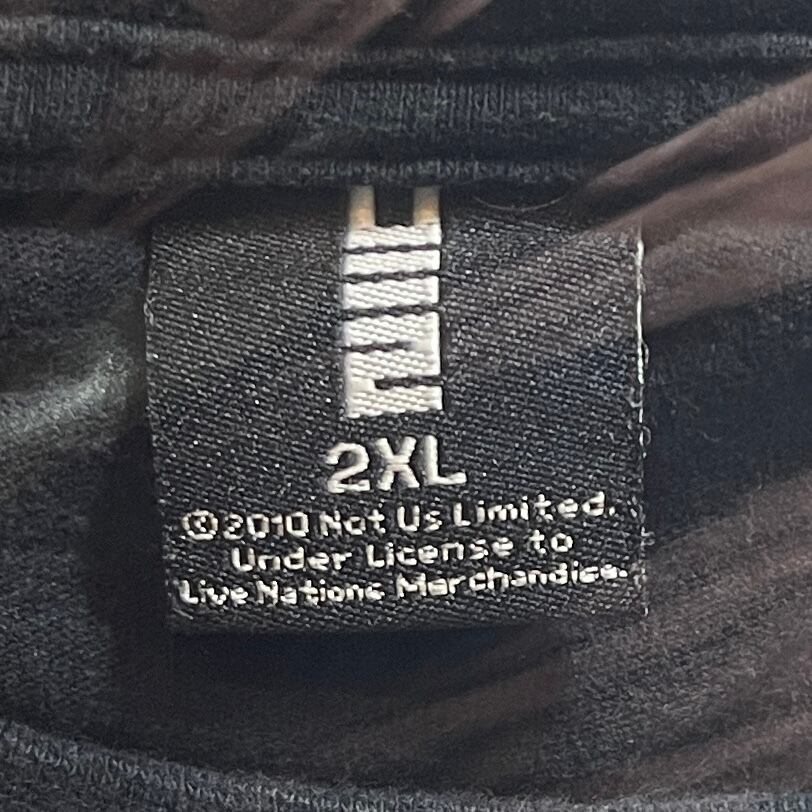 2XL
©2010 Not Us Limited.
Under License to
Live Nations Merchandise.